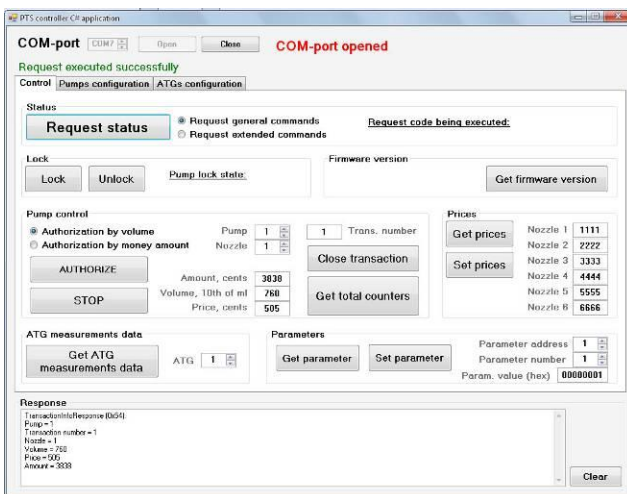 PTS controller C# application
COM-port COM7 Open Close COM-port opened
Request executed successfully
Control Pumps configuration ATGs configuration
Status
Request status
Request general commands
Request extended commands
Request code being executed:
Lock
Lock Unlock Pump lock state:
Firmware version
Get firmware version
Pump control
Authorization by volume
Authorization by money amount
Pump 1
Nozzle 1
1 Trans. number
AUTHORIZE
STOP
Amount, cents 3838
Volume, 10th of ml 760
Price, cents 505
Close transaction
Get total counters
Prices
Get prices
Set prices
Nozzle 1 1111
Nozzle 2 2222
Nozzle 3 3333
Nozzle 4 4444
Nozzle 5 5555
Nozzle 6 6666
ATG measurements data
Get ATG
measurements data
ATG 1
Parameters
Get parameter Set parameter
Parameter address 1
Parameter number 1
Param. value (hex) 00000001
Response
TransactionInfoResponse (0x54):
Pump = 1
Transaction number = 1
Nozzle = 1
Volume = 760
Price = 505
Amount = 3838
Clear